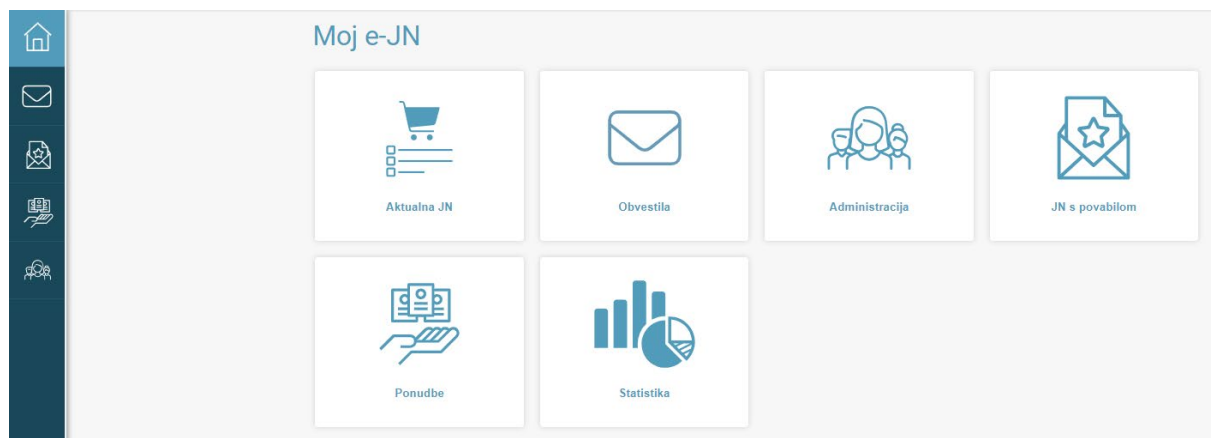 Moj e-JN
Aktualna JN
Obvestila
Administracija
JN s povabilom
Ponudbe
Statistika